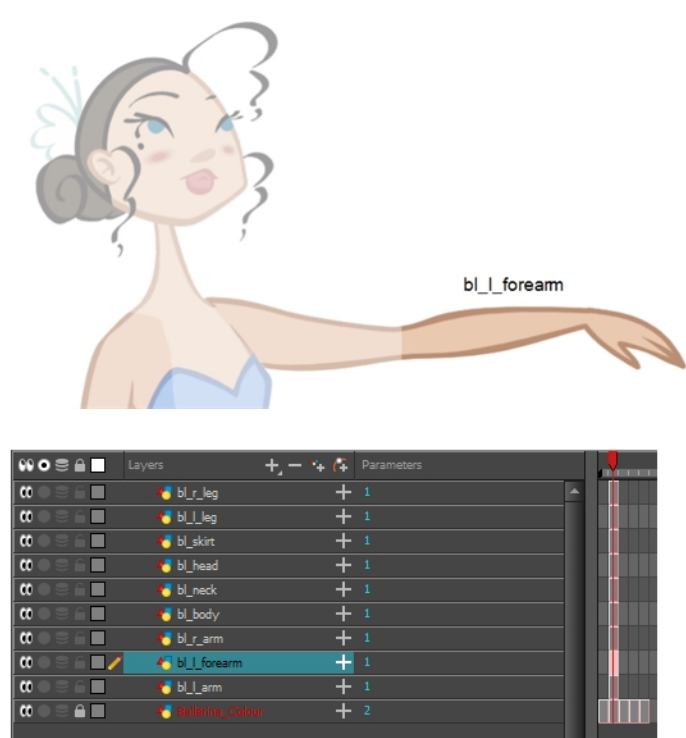 bl_l_forearm
Layers Parameters
bl_r_leg 1
bl_l_leg 1
bl_skirt 1
bl_head 1
bl_neck 1
bl_body 1
bl_r_arm 1
bl_l_forearm 1
bl_l_arm 1
Ballerina_Colour 2